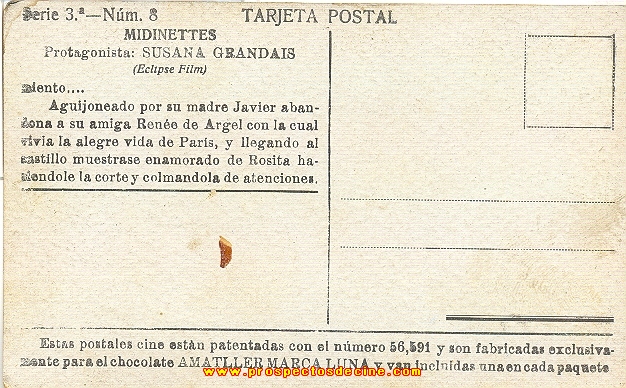 Serie 3.ª—Núm. 8
TARJETA POSTAL
MIDINETTES
Protagonista: SUSANA GRANDAIS
(Eclipse Film)
miento....
Aguijoneado por su madre Javier aban-
dona a su amiga Renée de Argel con la cual
vivia la alegre vida de París, y llegando al
castillo muestrase enamorado de Rosita ha-
ciendole la corte y colmandola de atenciones.
Estas postales cine están patentadas con el número 56,591 y son fabricadas exclusiva-
mente para el chocolate AMATLLER MARCA LUNA y van incluidas una en cada paquete
www.prospectosdecine.com